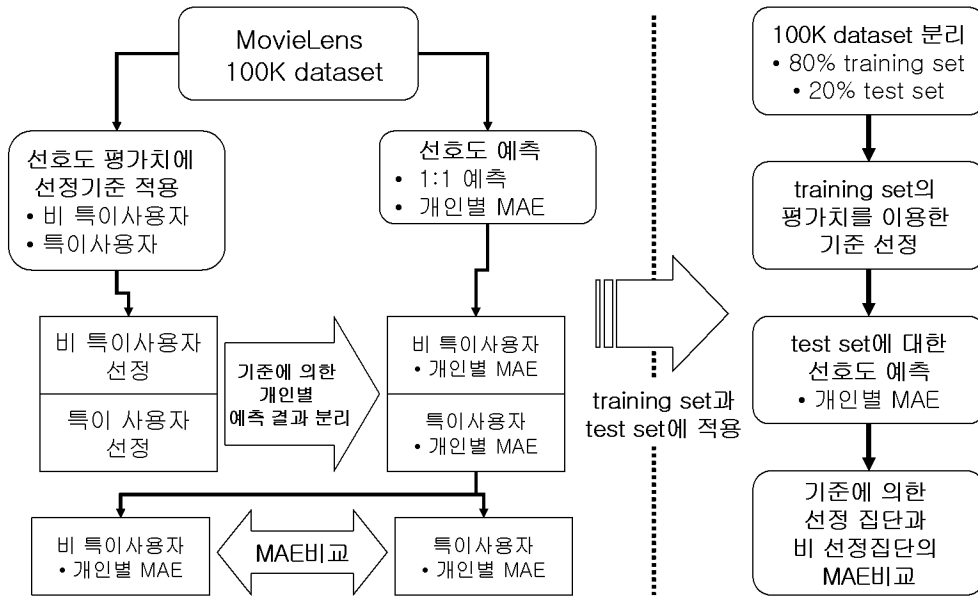 MovieLens
100K dataset
선호도 평가치에
선정기준 적용
• 비 특이사용자
• 특이사용자
선호도 예측
• 1:1 예측
• 개인별 MAE
비 특이사용자
선정
특이 사용자
선정
기준에 의한
개인별
예측 결과 분리
비 특이사용자
• 개인별 MAE
특이사용자
• 개인별 MAE
비 특이사용자
• 개인별 MAE
MAE비교
특이사용자
• 개인별 MAE
training set과
test set에 적용
100K dataset 분리
• 80% training set
• 20% test set
training set의
평가치를 이용한
기준 선정
test set에 대한
선호도 예측
• 개인별 MAE
기준에 의한
선정 집단과
비 선정집단의
MAE비교